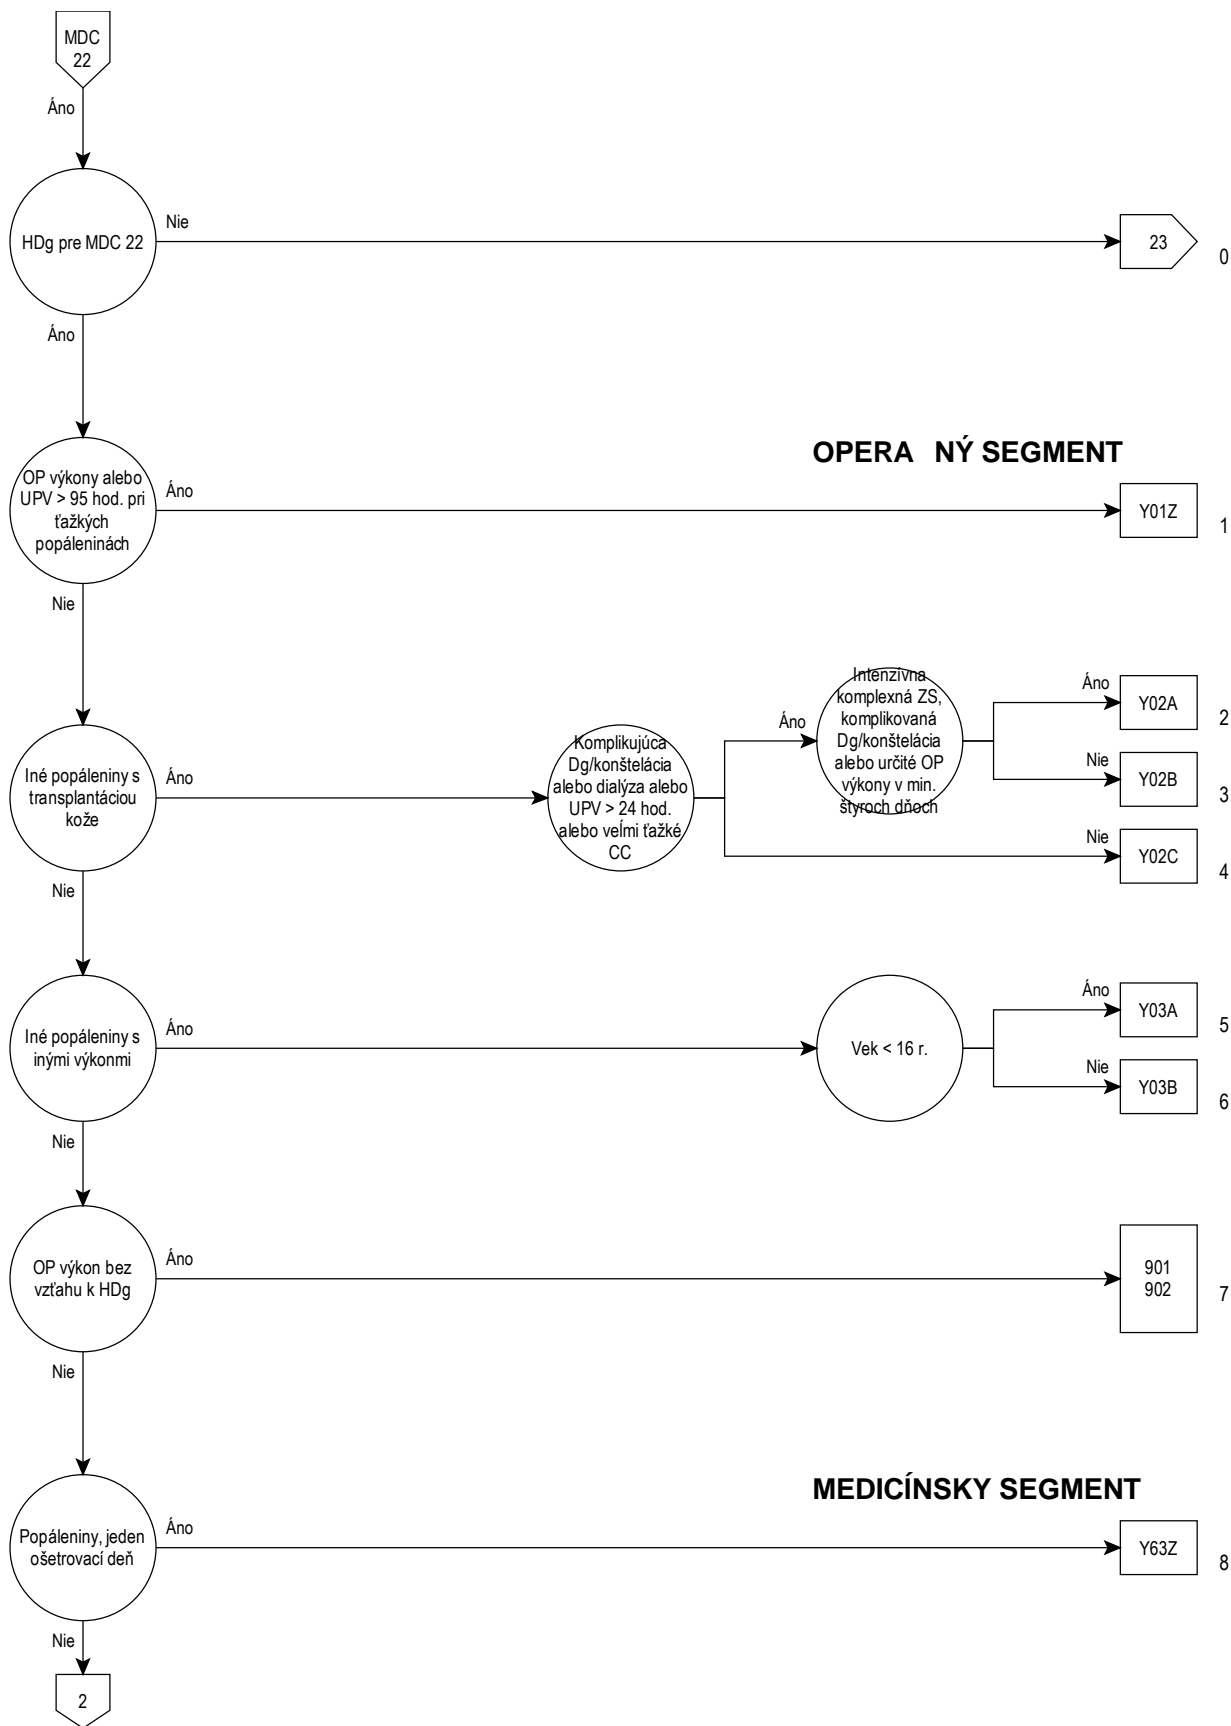 MDC
22
Áno
HDg pre MDC 22
Nie
23
0
Áno
OPERA NÝ SEGMENT
OP výkony alebo
UPV > 95 hod. pri
ťažkých
popáleninách
Áno
Y01Z
1
Nie
Iné popáleniny s
transplantáciou
kože
Áno
Komplikujúca
Dg/konštelácia
alebo dialýza alebo
UPV > 24 hod.
alebo veĺmi ťažké
CC
Áno
Intenzívna
komplexná ZS,
komplikovaná
Dg/konštelácia
alebo určité OP
výkony v min.
štyroch dňoch
Áno
Y02A
2
Nie
Y02B
3
Nie
Y02C
4
Nie
Iné popáleniny s
inými výkonmi
Áno
Vek < 16 r.
Áno
Y03A
5
Nie
Y03B
6
Nie
OP výkon bez
vzťahu k HDg
Áno
901
902
7
Nie
MEDICÍNSKY SEGMENT
Popáleniny, jeden
ošetrovací deň
Áno
Y63Z
8
Nie
2